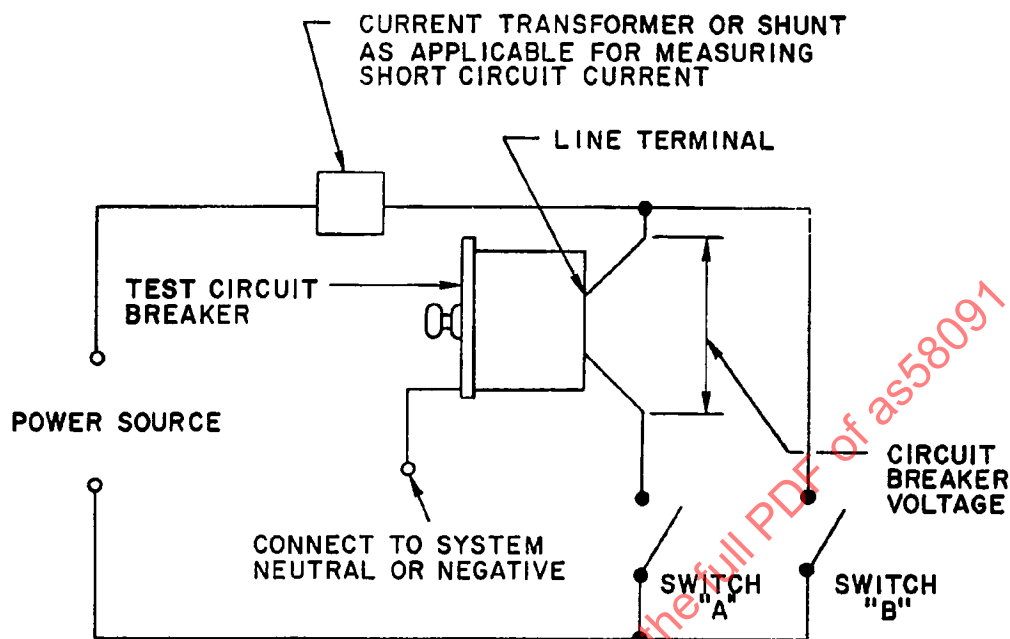 CURRENT TRANSFORMER OR SHUNT
AS APPLICABLE FOR MEASURING
SHORT CIRCUIT CURRENT
LINE TERMINAL
TEST CIRCUIT
BREAKER
POWER SOURCE
CIRCUIT
BREAKER
VOLTAGE
CONNECT TO SYSTEM
NEUTRAL OR NEGATIVE
SWITCH
"A"
SWITCH
"B"
the full PDF of as58091